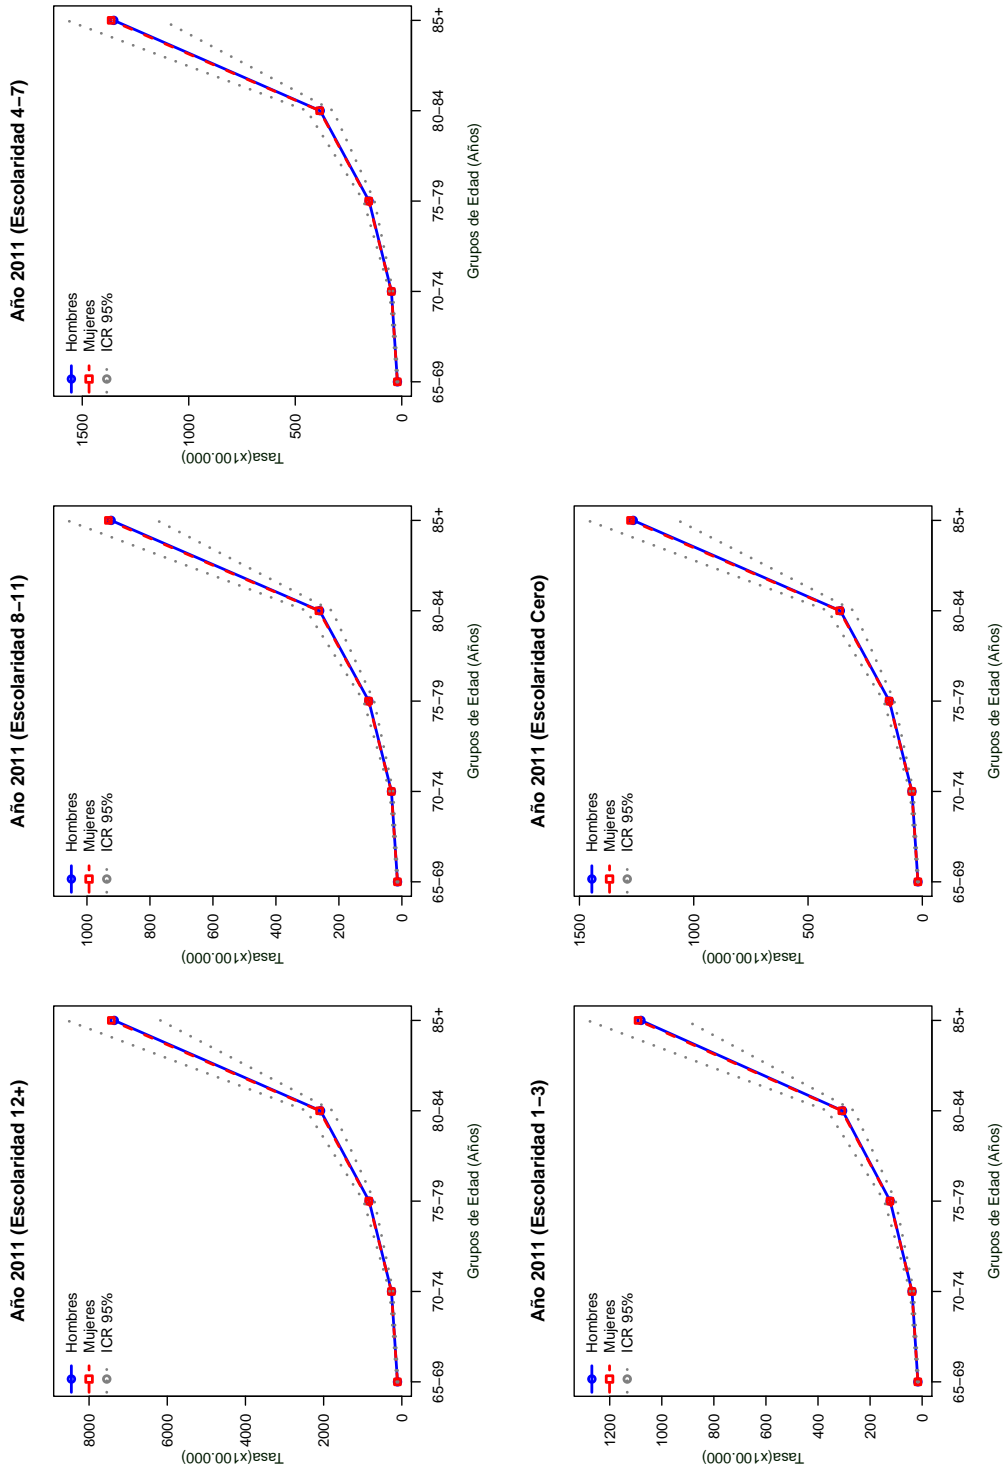 Año 2011 (Escolaridad 12+)
Tasa(x100.000)
8000
6000
4000
2000
0
Hombres
Mujeres
ICR 95%
65−69
70−74
75−79
80−84
85+
Grupos de Edad (Años)
Año 2011 (Escolaridad 8−11)
Tasa(x100.000)
1000
800
600
400
200
0
Hombres
Mujeres
ICR 95%
65−69
70−74
75−79
80−84
85+
Grupos de Edad (Años)
Año 2011 (Escolaridad 4−7)
Tasa(x100.000)
1500
1000
500
0
Hombres
Mujeres
ICR 95%
65−69
70−74
75−79
80−84
85+
Grupos de Edad (Años)
Año 2011 (Escolaridad 1−3)
Tasa(x100.000)
1200
1000
800
600
400
200
0
Hombres
Mujeres
ICR 95%
65−69
70−74
75−79
80−84
85+
Grupos de Edad (Años)
Año 2011 (Escolaridad Cero)
Tasa(x100.000)
1500
1000
500
0
Hombres
Mujeres
ICR 95%
65−69
70−74
75−79
80−84
85+
Grupos de Edad (Años)